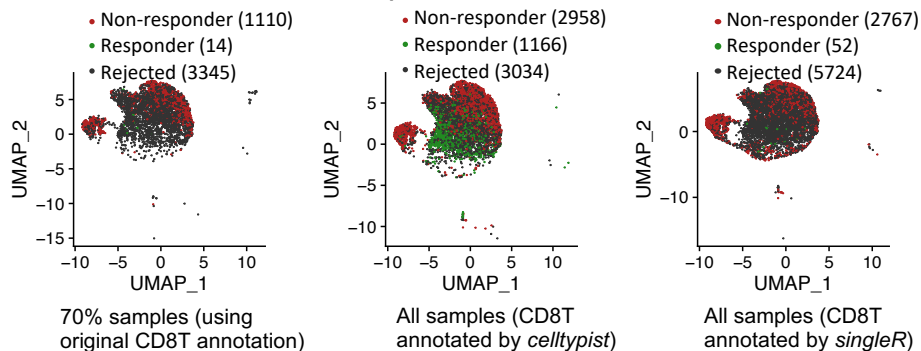 Non-responder (1110)
Responder (14)
Rejected (3345)
5
0
−5
−10
−15
UMAP_2
−10 −5 0 5 10
UMAP_1
70% samples (using
original CD8T annotation)
Non-responder (2958)
Responder (1166)
Rejected (3034)
5
0
−5
−10
UMAP_2
−10 −5 0 5 10
UMAP_1
All samples (CD8T
annotated by celltypist)
Non-responder (2767)
Responder (52)
Rejected (5724)
5
0
−10
UMAP_2
−10 −5 0 5 10
UMAP_1
All samples (CD8T
annotated by singleR)